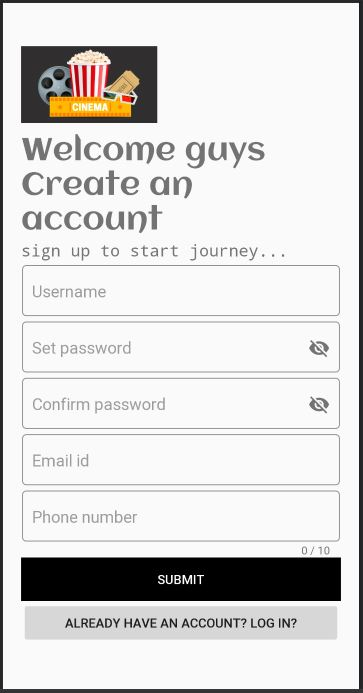 CINEMA
Welcome guys
Create an
account
sign up to start journey...
Username
Set password
Confirm password
Email id
Phone number
0 / 10
SUBMIT
ALREADY HAVE AN ACCOUNT? LOG IN?